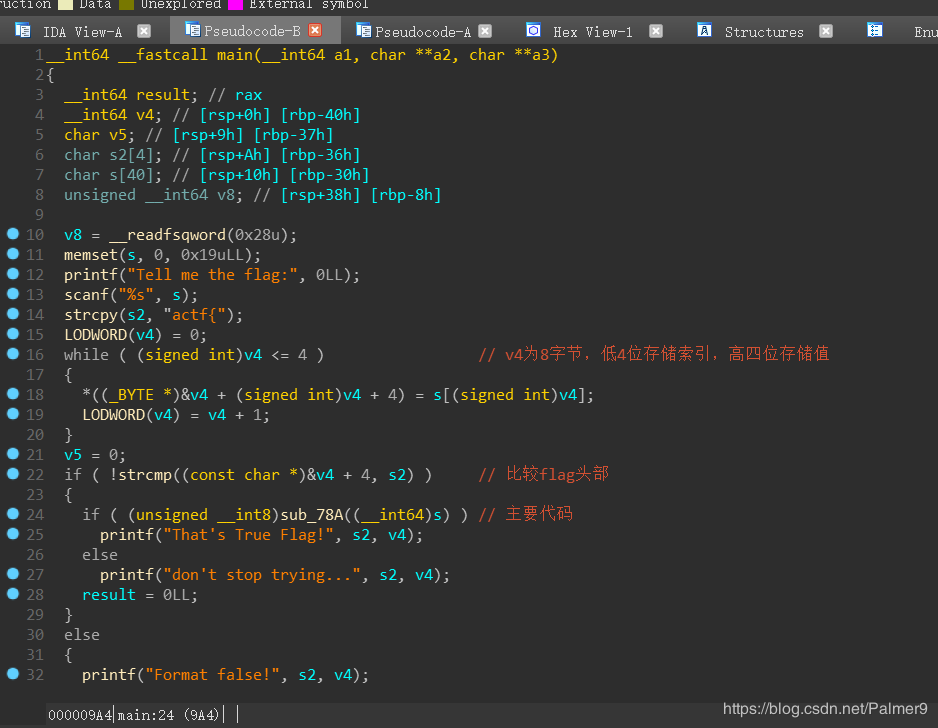 ruction Data Unexplored External symbol
IDA View-A Pseudocode-B Pseudocode-A Hex View-1 Structures Enu
1 __int64 __fastcall main(__int64 a1, char **a2, char **a3)
2 {
3 __int64 result; // rax
4 __int64 v4; // [rsp+0h] [rbp-40h]
5 char v5; // [rsp+9h] [rbp-37h]
6 char s2[4]; // [rsp+Ah] [rbp-36h]
7 char s[40]; // [rsp+10h] [rbp-30h]
8 unsigned __int64 v8; // [rsp+38h] [rbp-8h]
9
10 v8 = __readfsqword(0x28u);
11 memset(s, 0, 0x19uLL);
12 printf("Tell me the flag:", 0LL);
13 scanf("%s", s);
14 strcpy(s2, "actf{");
15 LODWORD(v4) = 0;
16 while ( (signed int)v4 <= 4 ) // v4为8字节，低4位存储索引，高四位存储值
17 {
18 *((_BYTE *)&v4 + (signed int)v4 + 4) = s[(signed int)v4];
19 LODWORD(v4) = v4 + 1;
20 }
21 v5 = 0;
22 if ( !strcmp((const char *)&v4 + 4, s2) ) // 比较flag头部
23 {
24 if ( (unsigned __int8)sub_78A((__int64)s) ) // 主要代码
25 printf("That's True Flag!", s2, v4);
26 else
27 printf("don't stop trying...", s2, v4);
28 result = 0LL;
29 }
30 else
31 {
32 printf("Format false!", s2, v4);
000009A4 main:24 (9A4)
https://blog.csdn.net/Palmer9